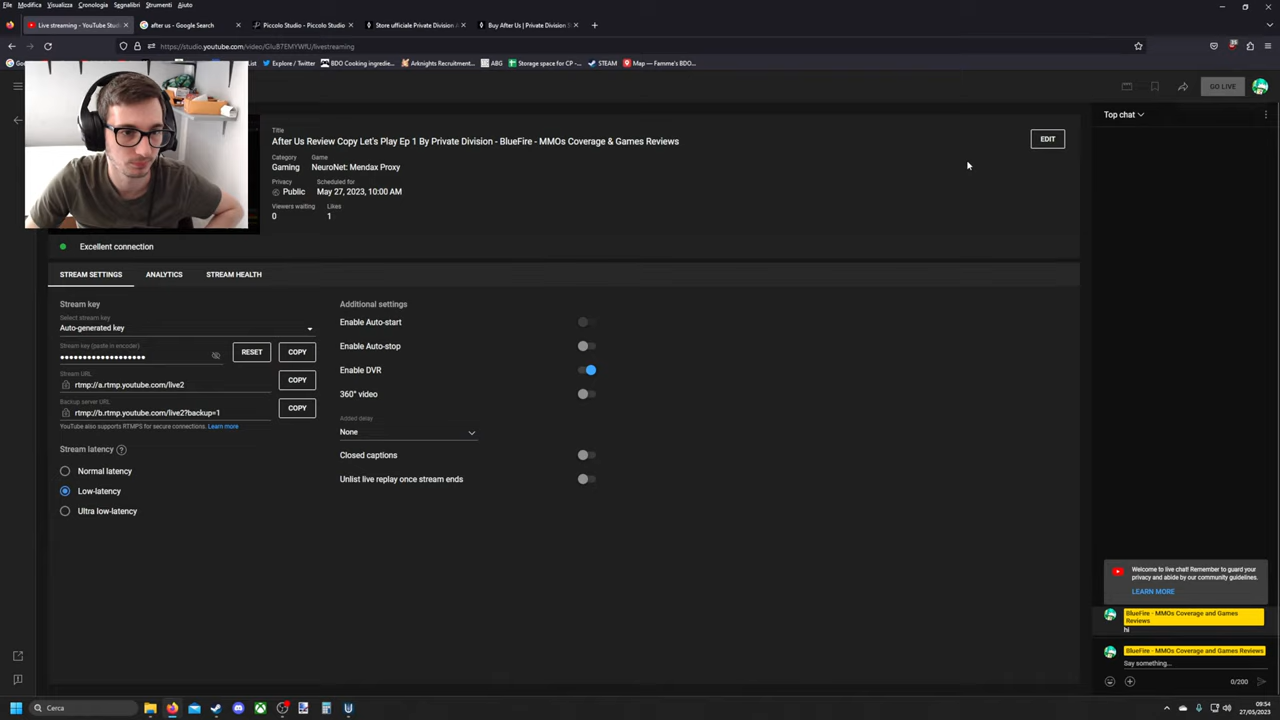 File Modifica Visualizza Cronologia Segnalibri Strumenti Aiuto
Live streaming - YouTube Stud
after us - Google Search
Piccolo Studio - Piccolo Studio
Store ufficiale Private Division
Buy After Us | Private Division S
https://studio.youtube.com/video/GIuB7EMYWfU/livestreaming
List
Explore / Twitter
BDO Cooking ingredie...
Arknights Recruitment...
ABG
Storage space for CP -...
STEAM
Map — Famme's BDO...
GO LIVE
Top chat
Title
After Us Review Copy Let's Play Ep 1 By Private Division - BlueFire - MMOs Coverage & Games Reviews
EDIT
Category Game
Gaming NeuroNet: Mendax Proxy
Privacy Scheduled for
Public May 27, 2023, 10:00 AM
Viewers waiting Likes
0 1
Excellent connection
STREAM SETTINGS ANALYTICS STREAM HEALTH
Stream key
Select stream key
Auto-generated key
Stream key (paste in encoder)
•••••••••••••••••••
RESET COPY
Stream URL
rtmp://a.rtmp.youtube.com/live2
COPY
Backup server URL
rtmp://b.rtmp.youtube.com/live2?backup=1
COPY
YouTube also supports RTMPS for secure connections. Learn more
Stream latency
Normal latency
Low-latency
Ultra low-latency
Additional settings
Enable Auto-start
Enable Auto-stop
Enable DVR
360° video
Added delay
None
Closed captions
Unlist live replay once stream ends
Welcome to live chat! Remember to guard your
privacy and abide by our community guidelines.
LEARN MORE
BlueFire - MMOs Coverage and Games
Reviews
hi
BlueFire - MMOs Coverage and Games Reviews
Say something...
0/200
Cerca
09:54
27/05/2023